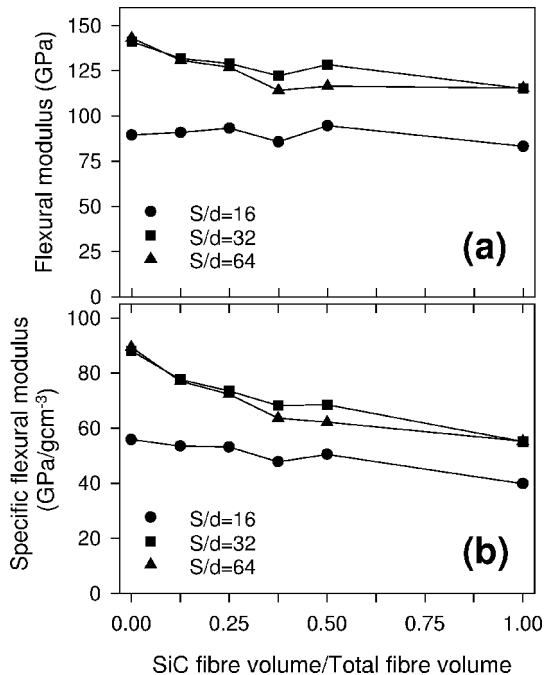 150
125
100
75
50
25
0
Flexural modulus (GPa)
S/d=16
S/d=32
S/d=64
(a)
100
80
60
40
20
0
Specific flexural modulus
(GPa/gcm-3)
S/d=16
S/d=32
S/d=64
(b)
0.00 0.25 0.50 0.75 1.00
SiC fibre volume/Total fibre volume